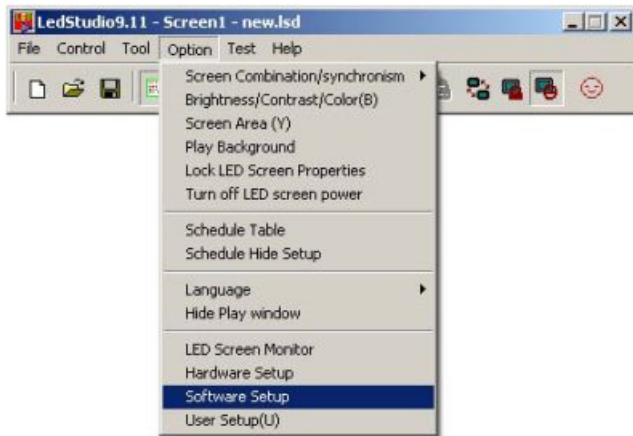 LedStudio9.11 - Screen1 - new.lsd
File Control Tool Option Test Help
Screen Combination/synchronism
Brightness/Contrast/Color(B)
Screen Area (Y)
Play Background
Lock LED Screen Properties
Turn off LED screen power
Schedule Table
Schedule Hide Setup
Language
Hide Play window
LED Screen Monitor
Hardware Setup
Software Setup
User Setup(U)